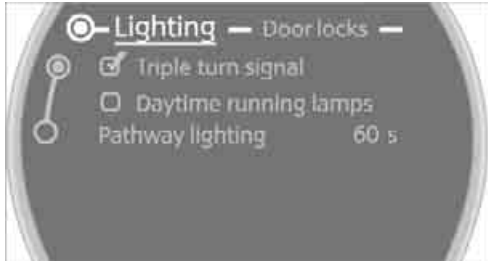 Lighting – Door locks –
Triple turn signal
Daytime running lamps
Pathway lighting 60 s